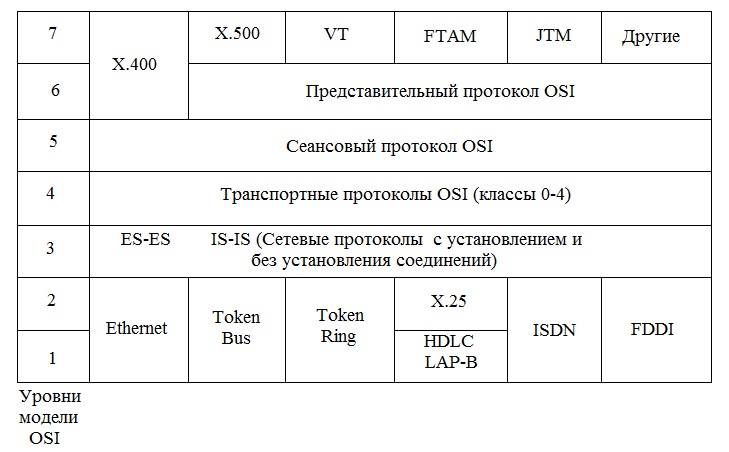 7
X.400
X.500
VT
FTAM
JTM
Другие
6
Представительный протокол OSI
5
Сеансовый протокол OSI
4
Транспортные протоколы OSI (классы 0-4)
3
ES-ES IS-IS (Сетевые протоколы с установлением и
без установления соединений)
2
Ethernet
Token
Bus
Token
Ring
X.25
ISDN
FDDI
1
HDLC
LAP-B
Уровни
модели
OSI